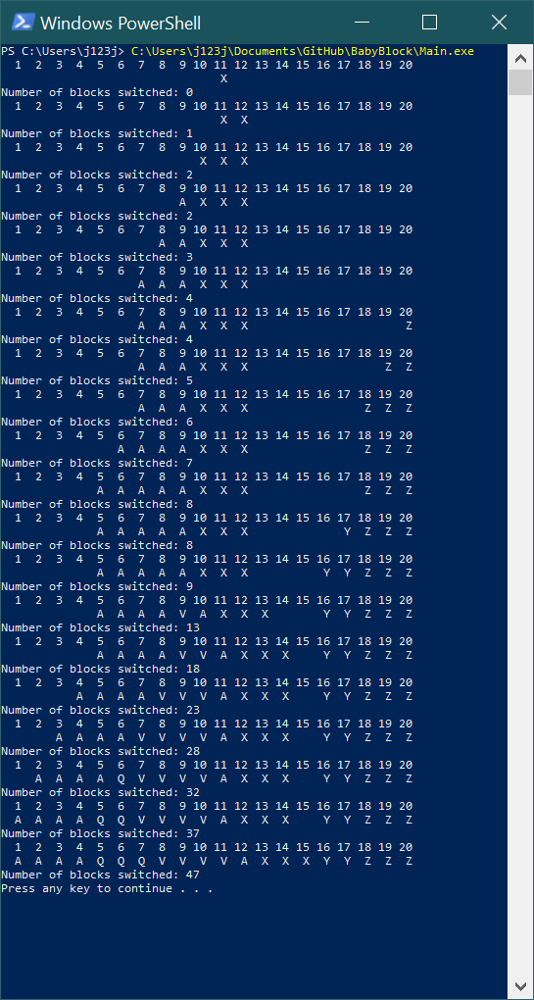 Windows PowerShell
PS C:\Users\j123j> C:\Users\j123j\Documents\GitHub\BabyBlock\Main.exe
1 2 3 4 5 6 7 8 9 10 11 12 13 14 15 16 17 18 19 20
X
Number of blocks switched: 0
1 2 3 4 5 6 7 8 9 10 11 12 13 14 15 16 17 18 19 20
X X
Number of blocks switched: 1
1 2 3 4 5 6 7 8 9 10 11 12 13 14 15 16 17 18 19 20
X X X
Number of blocks switched: 2
1 2 3 4 5 6 7 8 9 10 11 12 13 14 15 16 17 18 19 20
A X X X
Number of blocks switched: 2
1 2 3 4 5 6 7 8 9 10 11 12 13 14 15 16 17 18 19 20
A A X X X
Number of blocks switched: 3
1 2 3 4 5 6 7 8 9 10 11 12 13 14 15 16 17 18 19 20
A A A X X X
Number of blocks switched: 4
1 2 3 4 5 6 7 8 9 10 11 12 13 14 15 16 17 18 19 20
A A A X X X Z
Number of blocks switched: 4
1 2 3 4 5 6 7 8 9 10 11 12 13 14 15 16 17 18 19 20
A A A X X X Z Z
Number of blocks switched: 5
1 2 3 4 5 6 7 8 9 10 11 12 13 14 15 16 17 18 19 20
A A A X X X Z Z Z
Number of blocks switched: 6
1 2 3 4 5 6 7 8 9 10 11 12 13 14 15 16 17 18 19 20
A A A A X X X Z Z Z
Number of blocks switched: 7
1 2 3 4 5 6 7 8 9 10 11 12 13 14 15 16 17 18 19 20
A A A A A X X X Z Z Z
Number of blocks switched: 8
1 2 3 4 5 6 7 8 9 10 11 12 13 14 15 16 17 18 19 20
A A A A A X X X Y Z Z Z
Number of blocks switched: 8
1 2 3 4 5 6 7 8 9 10 11 12 13 14 15 16 17 18 19 20
A A A A A X X X Y Y Z Z Z
Number of blocks switched: 9
1 2 3 4 5 6 7 8 9 10 11 12 13 14 15 16 17 18 19 20
A A A A V A X X X Y Y Z Z Z
Number of blocks switched: 13
1 2 3 4 5 6 7 8 9 10 11 12 13 14 15 16 17 18 19 20
A A A A V V A X X X Y Y Z Z Z
Number of blocks switched: 18
1 2 3 4 5 6 7 8 9 10 11 12 13 14 15 16 17 18 19 20
A A A A V V V A X X X Y Y Z Z Z
Number of blocks switched: 23
1 2 3 4 5 6 7 8 9 10 11 12 13 14 15 16 17 18 19 20
A A A A V V V V A X X X Y Y Z Z Z
Number of blocks switched: 28
1 2 3 4 5 6 7 8 9 10 11 12 13 14 15 16 17 18 19 20
A A A A Q V V V V A X X X Y Y Z Z Z
Number of blocks switched: 32
1 2 3 4 5 6 7 8 9 10 11 12 13 14 15 16 17 18 19 20
A A A A Q Q V V V V A X X X Y Y Z Z Z
Number of blocks switched: 37
1 2 3 4 5 6 7 8 9 10 11 12 13 14 15 16 17 18 19 20
A A A A Q Q Q V V V V A X X X Y Y Z Z Z
Number of blocks switched: 47
Press any key to continue . . .